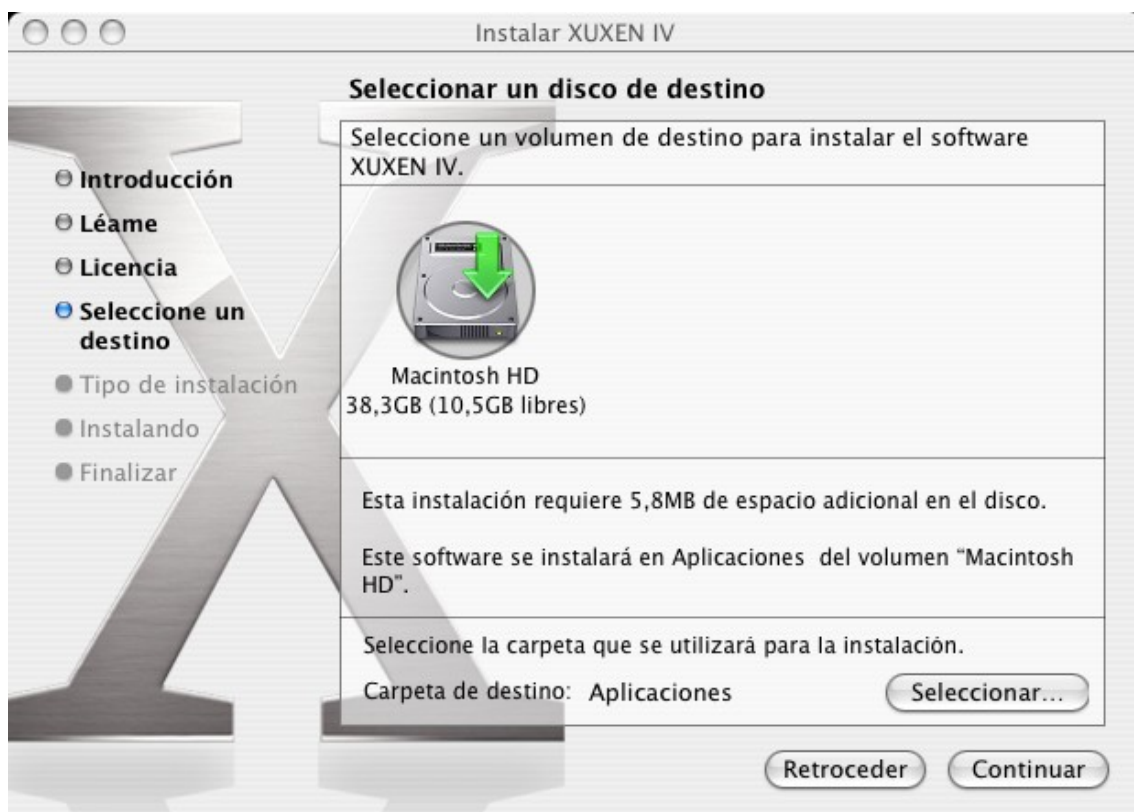 Instalar XUXEN IV
Seleccionar un disco de destino
Seleccione un volumen de destino para instalar el software
XUXEN IV.
Introducción
Léame
Licencia
Seleccione un
destino
Tipo de instalación
Instalando
Finalizar
Macintosh HD
38,3GB (10,5GB libres)
Esta instalación requiere 5,8MB de espacio adicional en el disco.
Este software se instalará en Aplicaciones del volumen “Macintosh
HD”.
Seleccione la carpeta que se utilizará para la instalación.
Carpeta de destino: Aplicaciones
Seleccionar...
Retroceder
Continuar